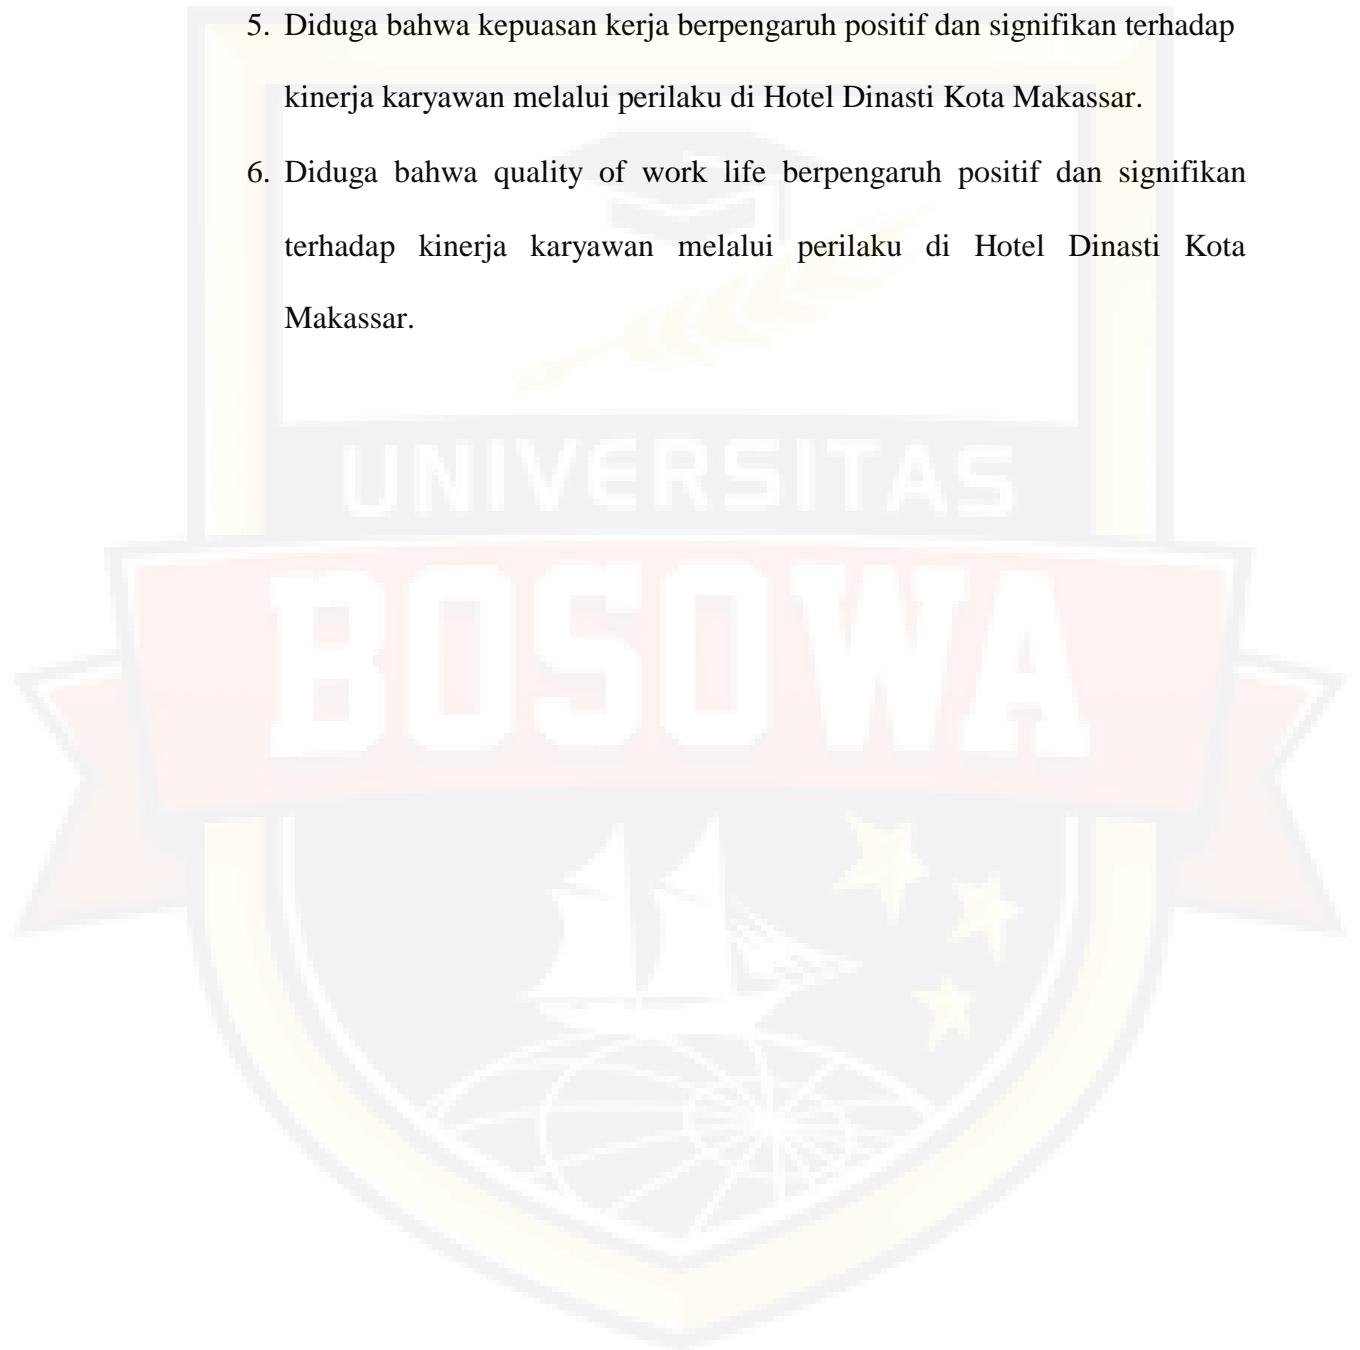 5. Diduga bahwa kepuasan kerja berpengaruh positif dan signifikan terhadap
kinerja karyawan melalui perilaku di Hotel Dinasti Kota Makassar.
6. Diduga bahwa quality of work life berpengaruh positif dan signifikan
terhadap kinerja karyawan melalui perilaku di Hotel Dinasti Kota
Makassar.
UNIVERSITAS
BOSOWA